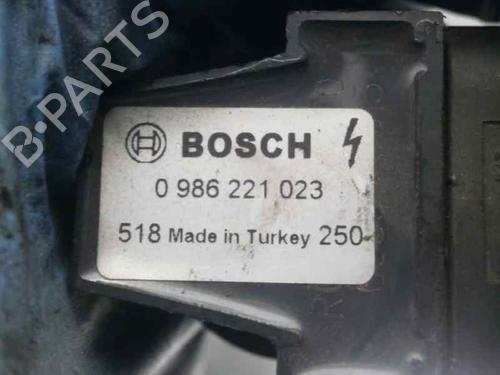 B-PARTS
BOSCH
0 986 221 023
518 Made in Turkey 250-